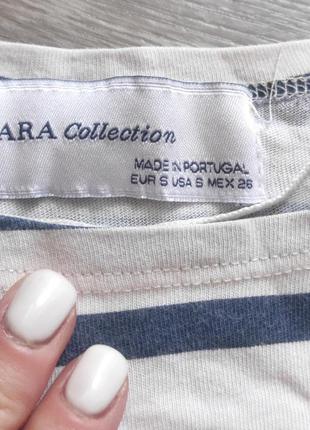 ARA Collection
MADE IN PORTUGAL
EUR S USA S MEX 26